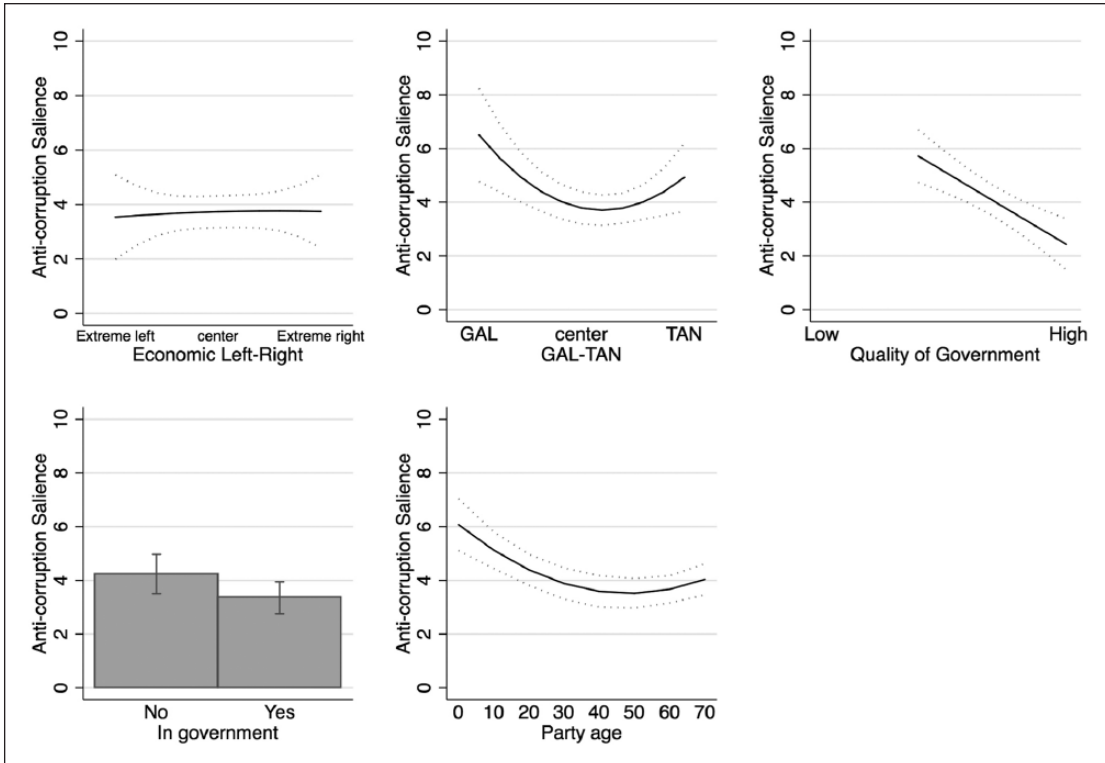 Anti-corruption Salience
10
8
6
4
2
0
Extreme left center Extreme right
Economic Left-Right
Anti-corruption Salience
10
8
6
4
2
0
GAL center TAN
GAL-TAN
Anti-corruption Salience
10
8
6
4
2
0
Low High
Quality of Government
Anti-corruption Salience
10
8
6
4
2
0
No Yes
In government
Anti-corruption Salience
10
8
6
4
2
0
0 10 20 30 40 50 60 70
Party age